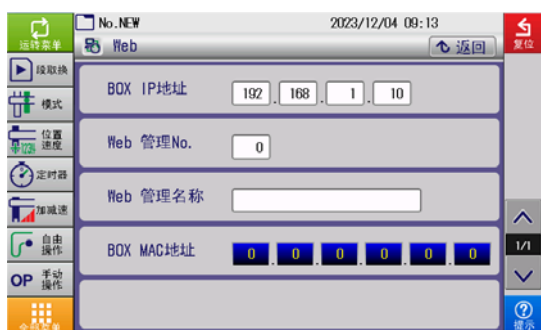 No.NEW 2023/12/04 09:13
运转菜单
Web
返回
复位
段取换
BOX IP地址 192 . 168 . 1 . 10
模式
位置速度
Web 管理No. 0
定时器
Web 管理名称
加减速
自由操作
BOX MAC地址 0 . 0 . 0 . 0 . 0 . 0
1/1
OP 手动操作
提示